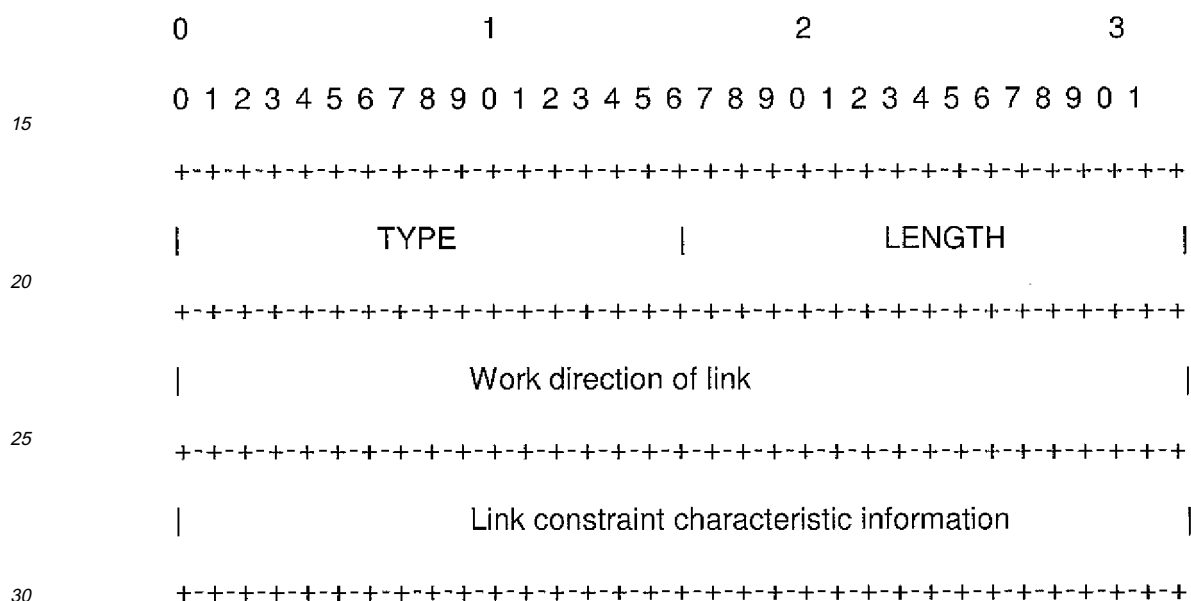 0 1 2 3
0 1 2 3 4 5 6 7 8 9 0 1 2 3 4 5 6 7 8 9 0 1 2 3 4 5 6 7 8 9 0 1
15
+-+-+-+-+-+-+-+-+-+-+-+-+-+-+-+-+-+-+-+-+-+-+-+-+-+-+-+-+-+-+-+-+
| TYPE | LENGTH |
20
+-+-+-+-+-+-+-+-+-+-+-+-+-+-+-+-+-+-+-+-+-+-+-+-+-+-+-+-+-+-+-+-+
| Work direction of link |
25
+-+-+-+-+-+-+-+-+-+-+-+-+-+-+-+-+-+-+-+-+-+-+-+-+-+-+-+-+-+-+-+-+
| Link constraint characteristic information |
30
+-+-+-+-+-+-+-+-+-+-+-+-+-+-+-+-+-+-+-+-+-+-+-+-+-+-+-+-+-+-+-+-+